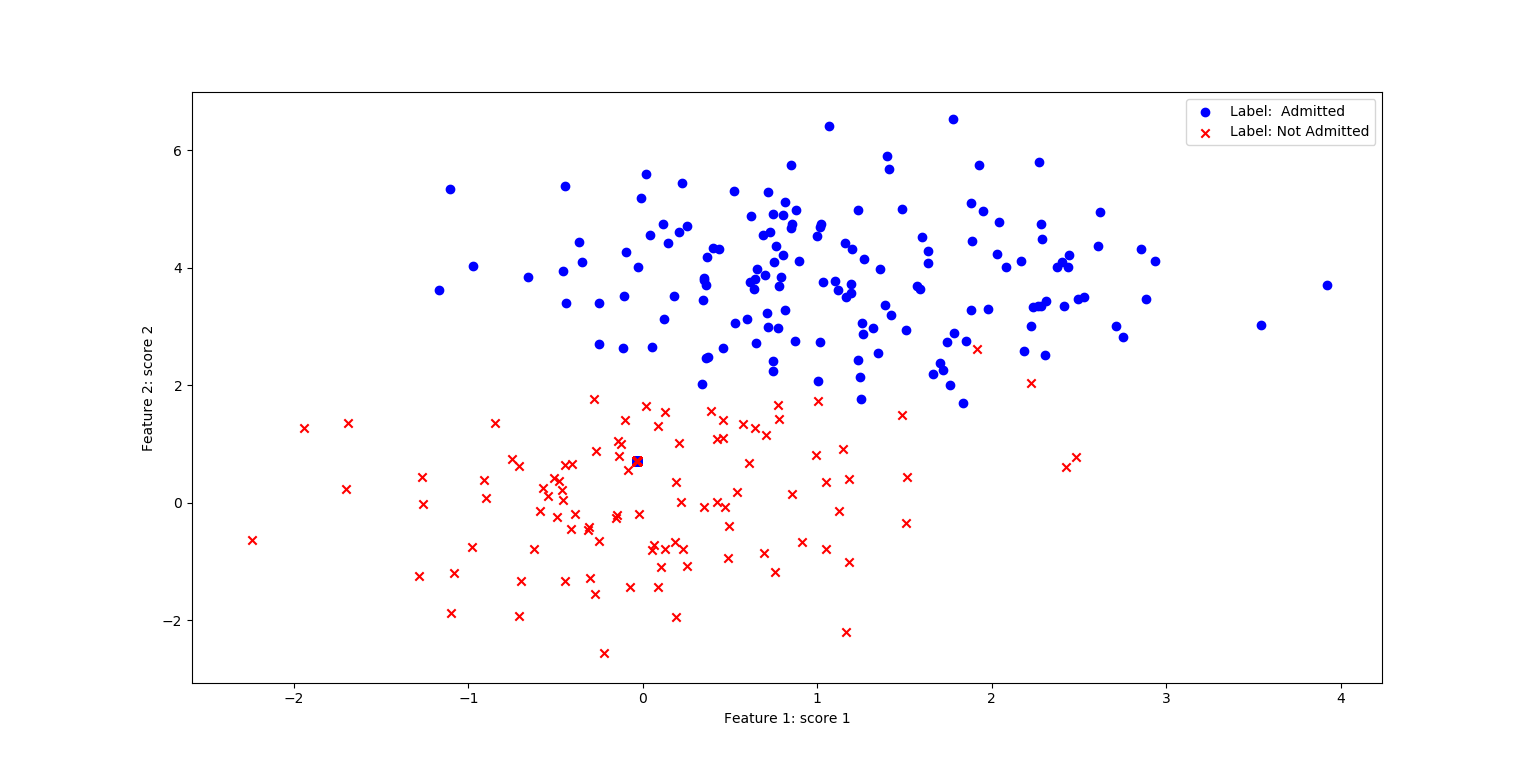 Label:  Admitted
Label: Not Admitted
6
4
2
0
−2
Feature 2: score 2
−2 −1 0 1 2 3 4
Feature 1: score 1